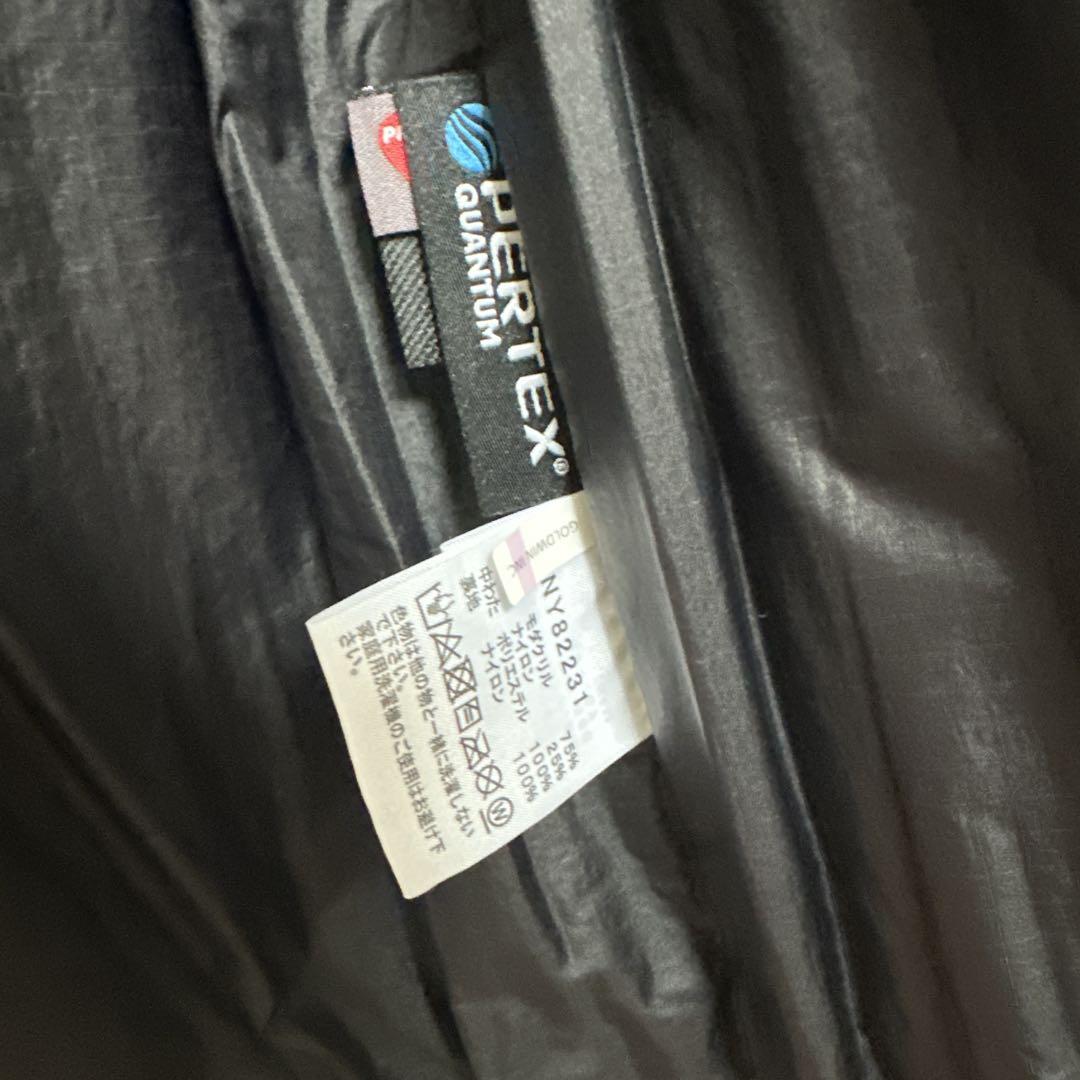 PERTEX®
QUANTUM
GOLDWIN INC
NY82231
モダクリル 75%
ナイロン 25%
中わた ポリエステル 100%
裏地 ナイロン 100%
W
色物は他の物と一緒に洗濯しない
で下さい。
家庭用洗濯機のご使用はお避け下
さい。